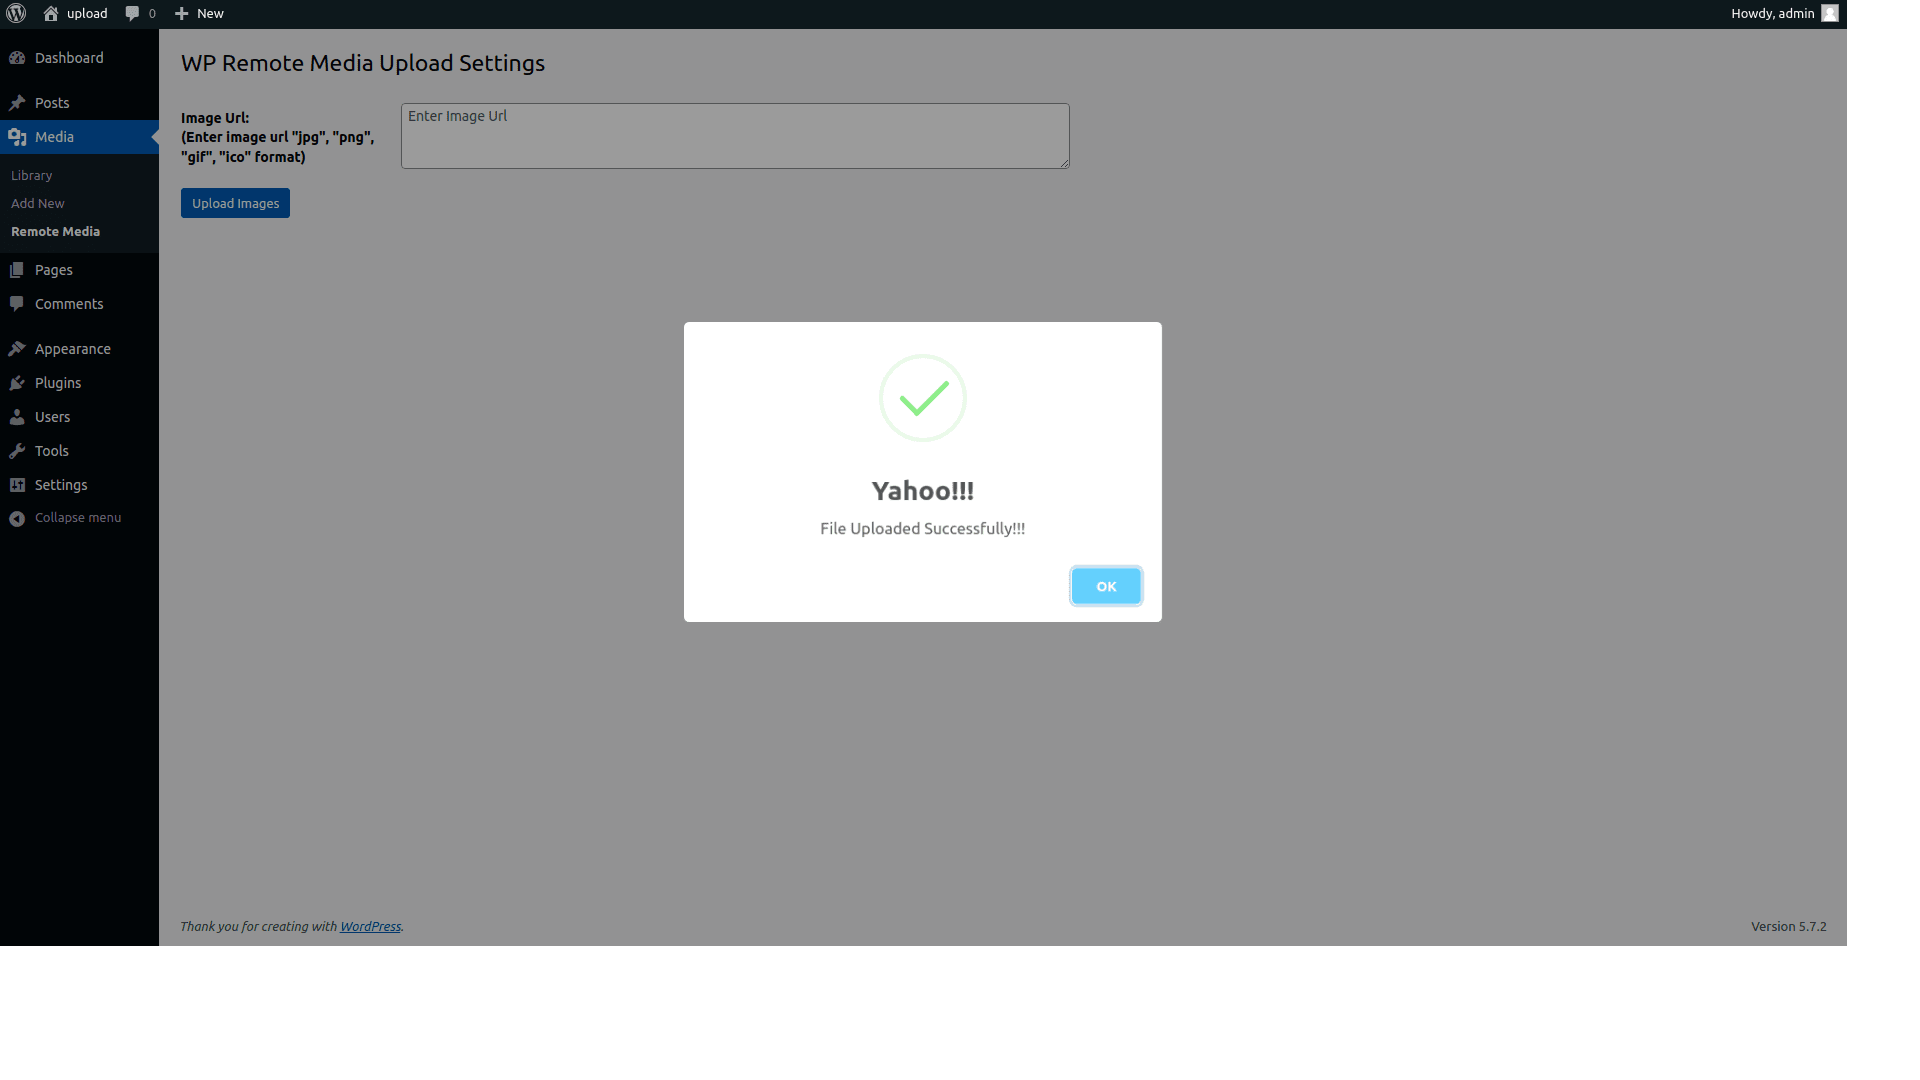 upload
0
New
Howdy, admin
Dashboard
Posts
Media
Library
Add New
Remote Media
Pages
Comments
Appearance
Plugins
Users
Tools
Settings
Collapse menu
WP Remote Media Upload Settings
Image Url:
(Enter image url "jpg", "png",
"gif", "ico" format)
Enter Image Url
Upload Images
Yahoo!!!
File Uploaded Successfully!!!
OK
Thank you for creating with WordPress.
Version 5.7.2